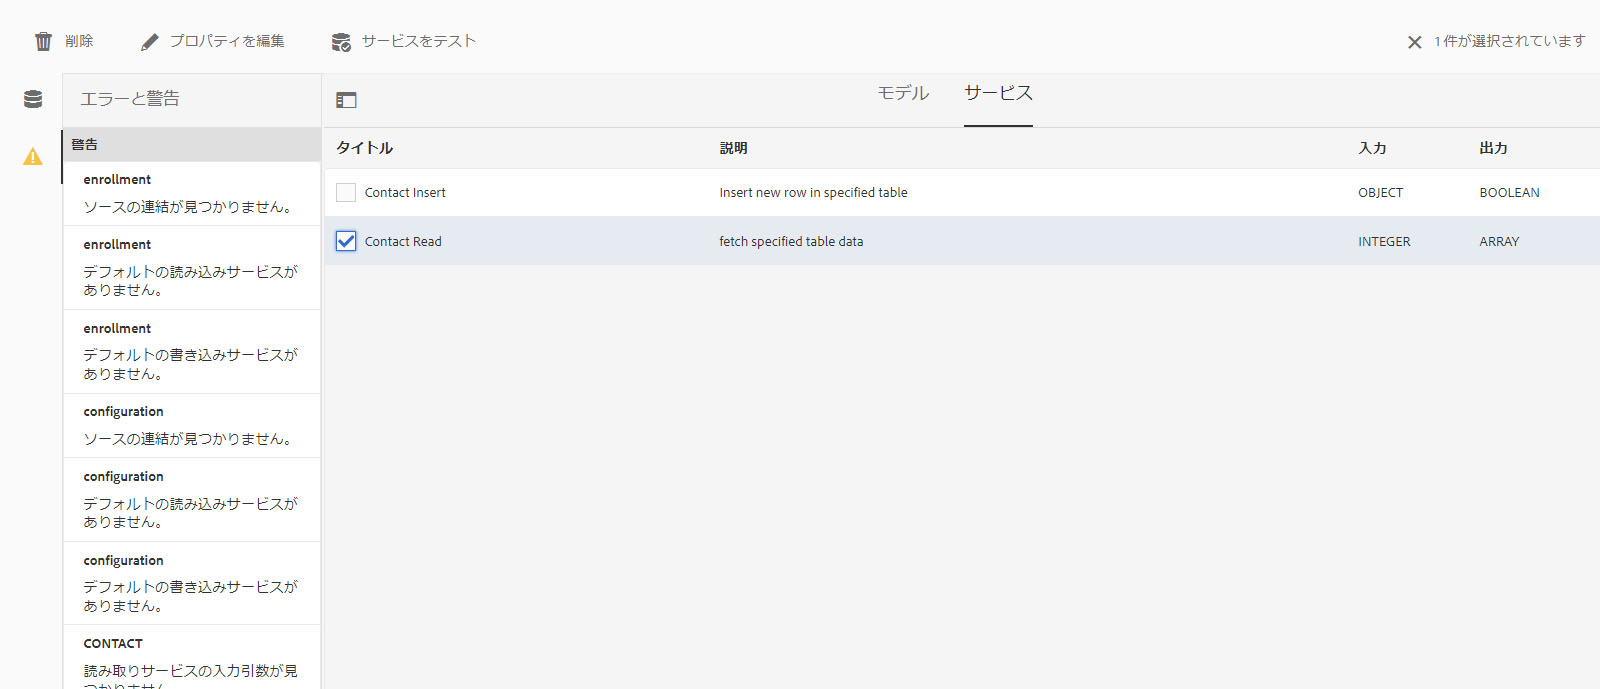 削除
プロパティを編集
サービスをテスト
1 件が選択されています
エラーと警告
モデル
サービス
警告
enrollment
ソースの連結が見つかりません。
enrollment
デフォルトの読み込みサービスが
ありません。
enrollment
デフォルトの書き込みサービスが
ありません。
configuration
ソースの連結が見つかりません。
configuration
デフォルトの読み込みサービスが
ありません。
configuration
デフォルトの書き込みサービスが
ありません。
CONTACT
読み取りサービスの入力引数が見
つかりません
タイトル 説明 入力 出力
Contact Insert Insert new row in specified table OBJECT BOOLEAN
Contact Read fetch specified table data INTEGER ARRAY